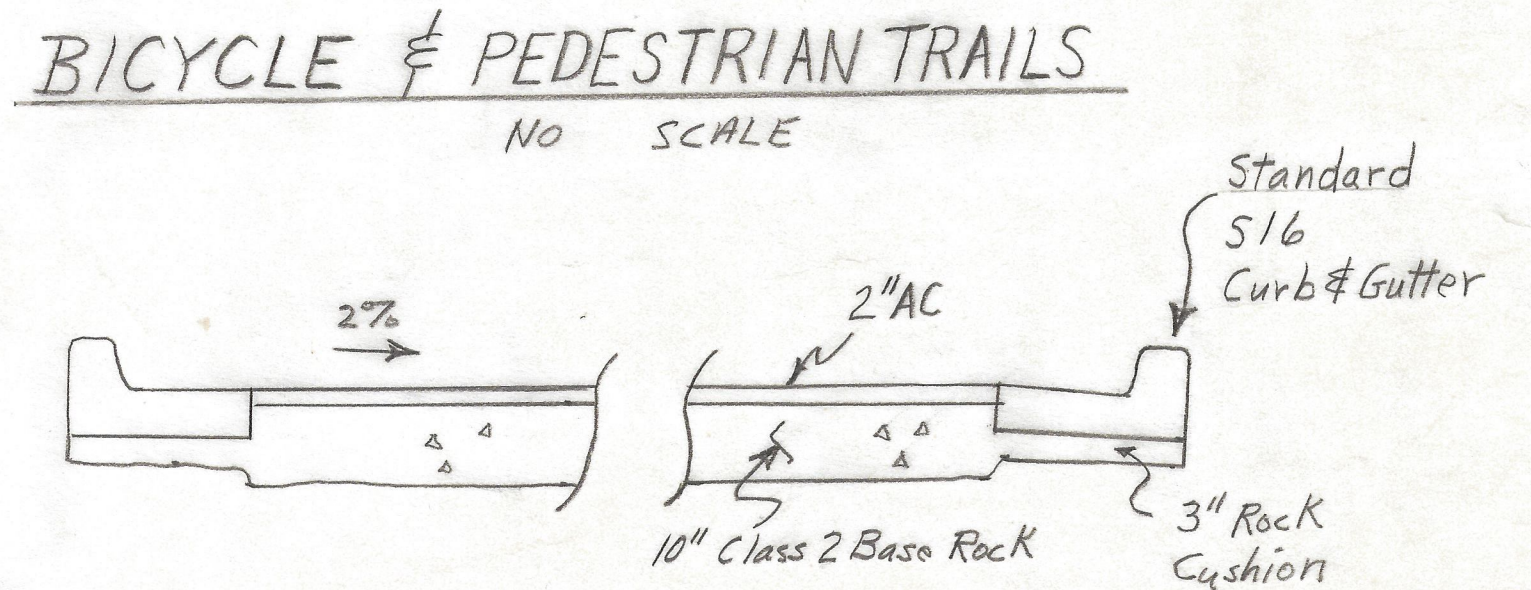 BICYCLE & PEDESTRIAN TRAILS
NO SCALE
Standard
S16
Curb & Gutter
2%
2" AC
10" Class 2 Base Rock
3" Rock
Cushion